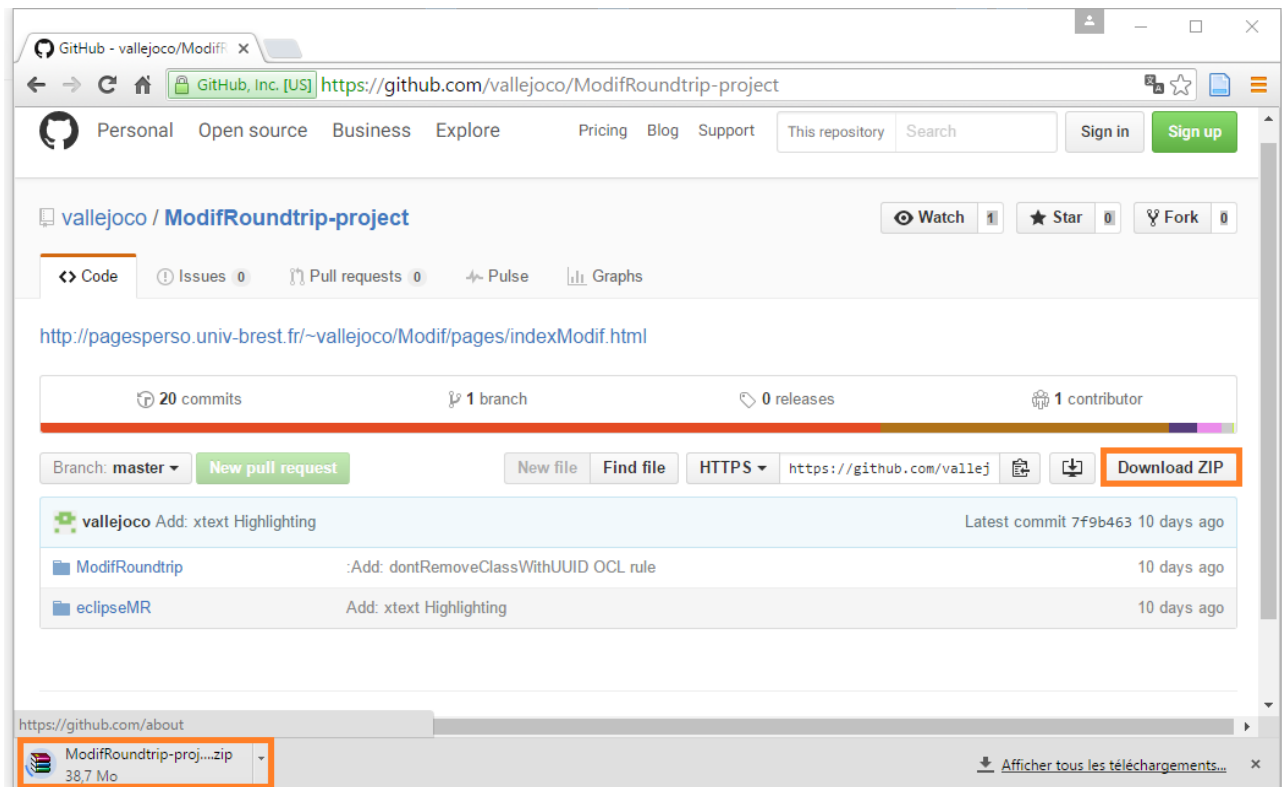 GitHub - vallejoco/ModifR
GitHub, Inc. [US] https://github.com/vallejoco/ModifRoundtrip-project
Personal Open source Business Explore Pricing Blog Support This repository Search Sign in Sign up
vallejoco / ModifRoundtrip-project
Watch 1 Star 0 Fork 0
Code Issues 0 Pull requests 0 Pulse Graphs
http://pagesperso.univ-brest.fr/~vallejoco/Modif/pages/indexModif.html
20 commits 1 branch 0 releases 1 contributor
Branch: master New pull request New file Find file HTTPS https://github.com/vallej Download ZIP
vallejoco Add: xtext Highlighting Latest commit 7f9b463 10 days ago
ModifRoundtrip :Add: dontRemoveClassWithUUID OCL rule 10 days ago
eclipseMR Add: xtext Highlighting 10 days ago
https://github.com/about
ModifRoundtrip-proj....zip
38,7 Mo
Afficher tous les téléchargements...